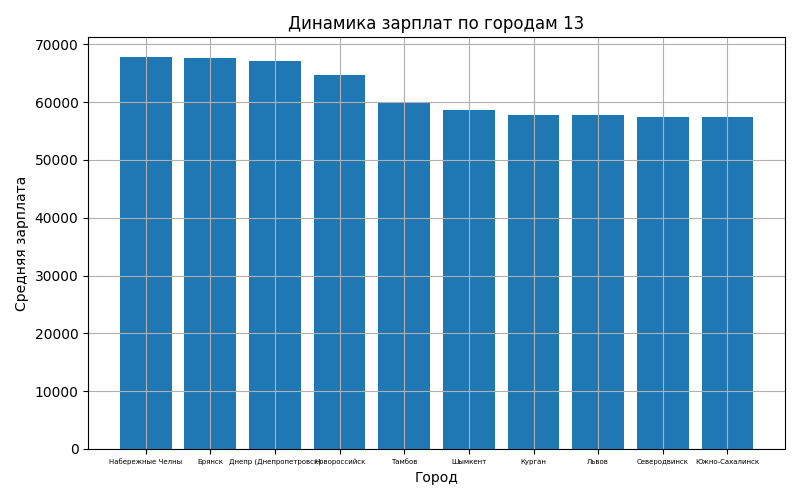 Динамика зарплат по городам 13
Средняя зарплата
70000
60000
50000
40000
30000
20000
10000
0
Набережные Челны Брянск Днепр (Днепропетровск) Новороссийск Тамбов Шымкент Курган Львов Северодвинск Южно-Сахалинск
Город